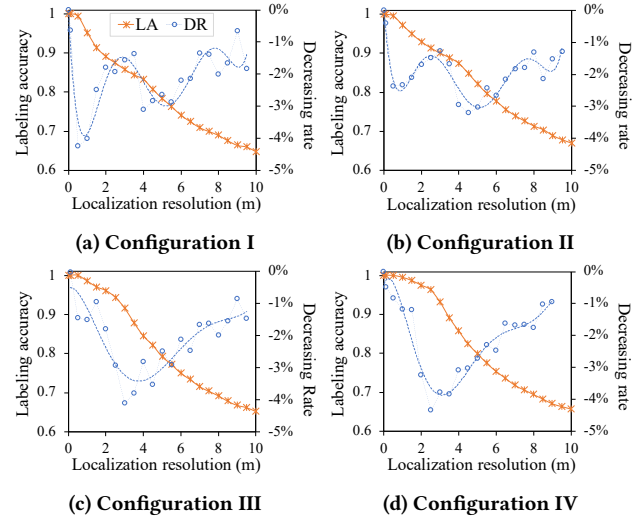 LA DR
Labeling accuracy
1
0.9
0.8
0.7
0.6
0%
-1%
-2%
-3%
-4%
-5%
Decreasing rate
0 2 4 6 8 10
Localization resolution (m)
(a) Configuration I
LA DR
Labeling accuracy
1
0.9
0.8
0.7
0.6
0%
-1%
-2%
-3%
-4%
-5%
Decreasing rate
0 2 4 6 8 10
Localization resolution (m)
(b) Configuration II
Labeling accuracy
1
0.9
0.8
0.7
0.6
0%
-1%
-2%
-3%
-4%
-5%
Decreasing Rate
0 2 4 6 8 10
Localization resolution (m)
(c) Configuration III
Labeling accuracy
1
0.9
0.8
0.7
0.6
0%
-1%
-2%
-3%
-4%
-5%
Decreasing rate
0 2 4 6 8 10
Localization resolution (m)
(d) Configuration IV